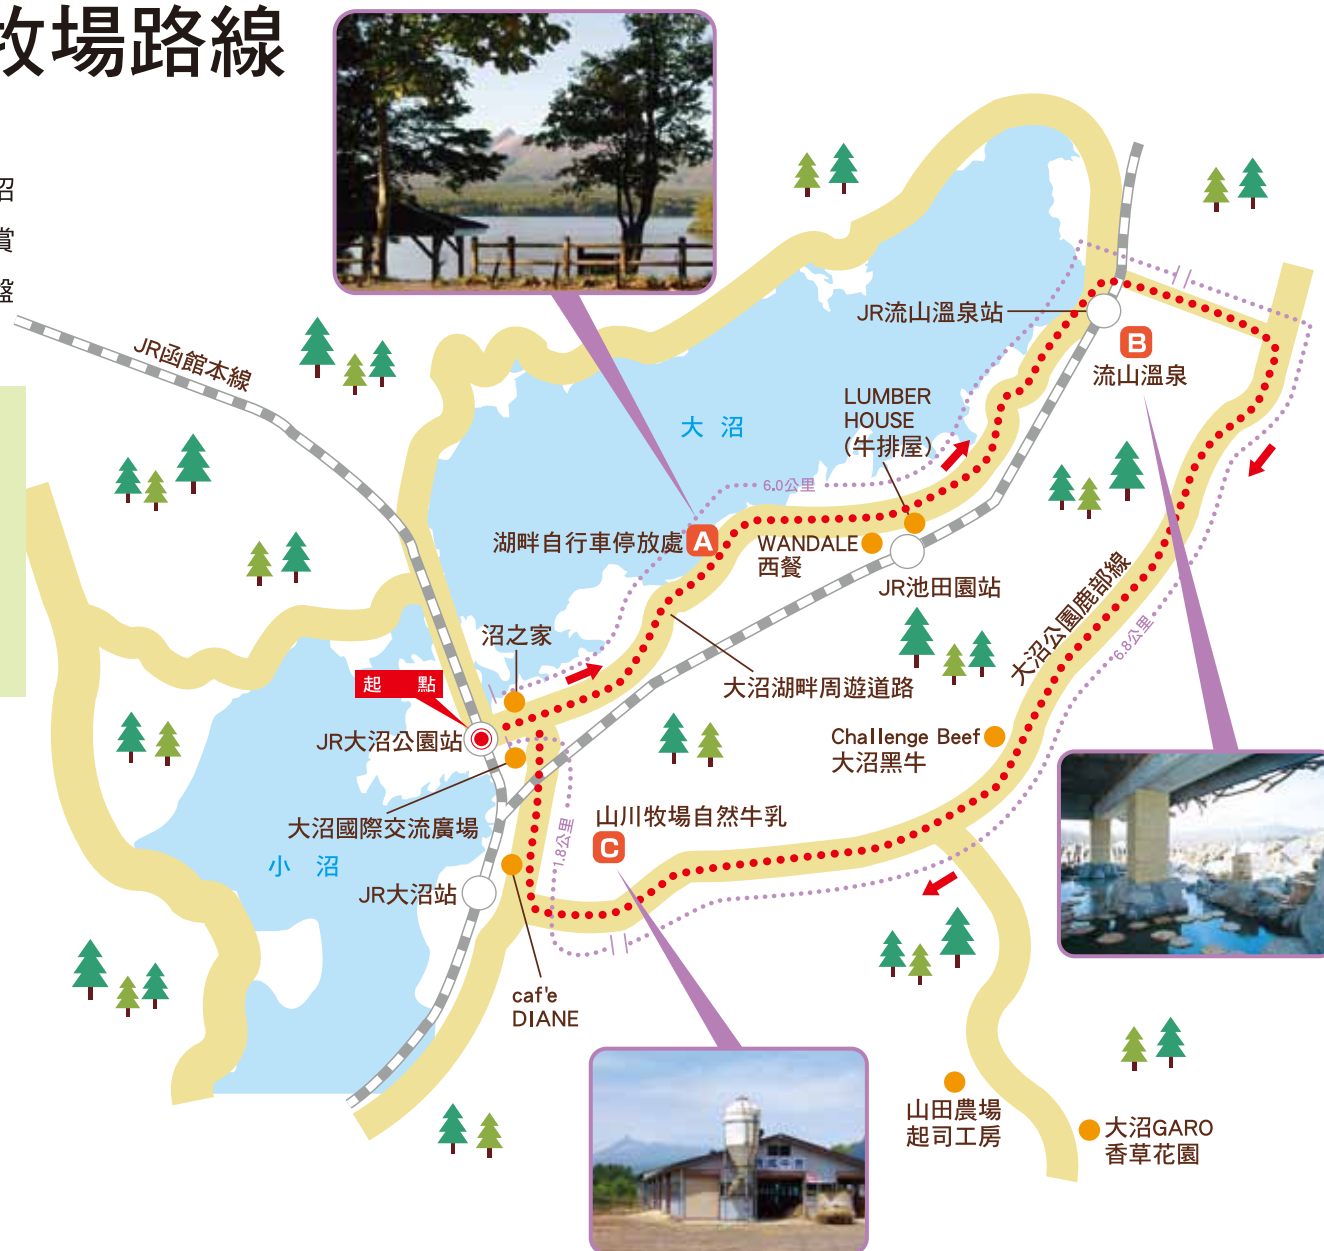 牧場路線
沼
賞
盤
JR函館本線
JR流山溫泉站
B
流山溫泉
LUMBER
HOUSE
(牛排屋)
大 沼
6.0公里
湖畔自行車停放處
A
WANDALE
西餐
JR池田園站
大沼公園鹿部線
6.8公里
沼之家
起 點
大沼湖畔周遊道路
JR大沼公園站
Challenge Beef
大沼黑牛
大沼國際交流廣場
山川牧場自然牛乳
C
1.8公里
小 沼
JR大沼站
caf'e
DIANE
山田農場
起司工房
大沼GARO
香草花園